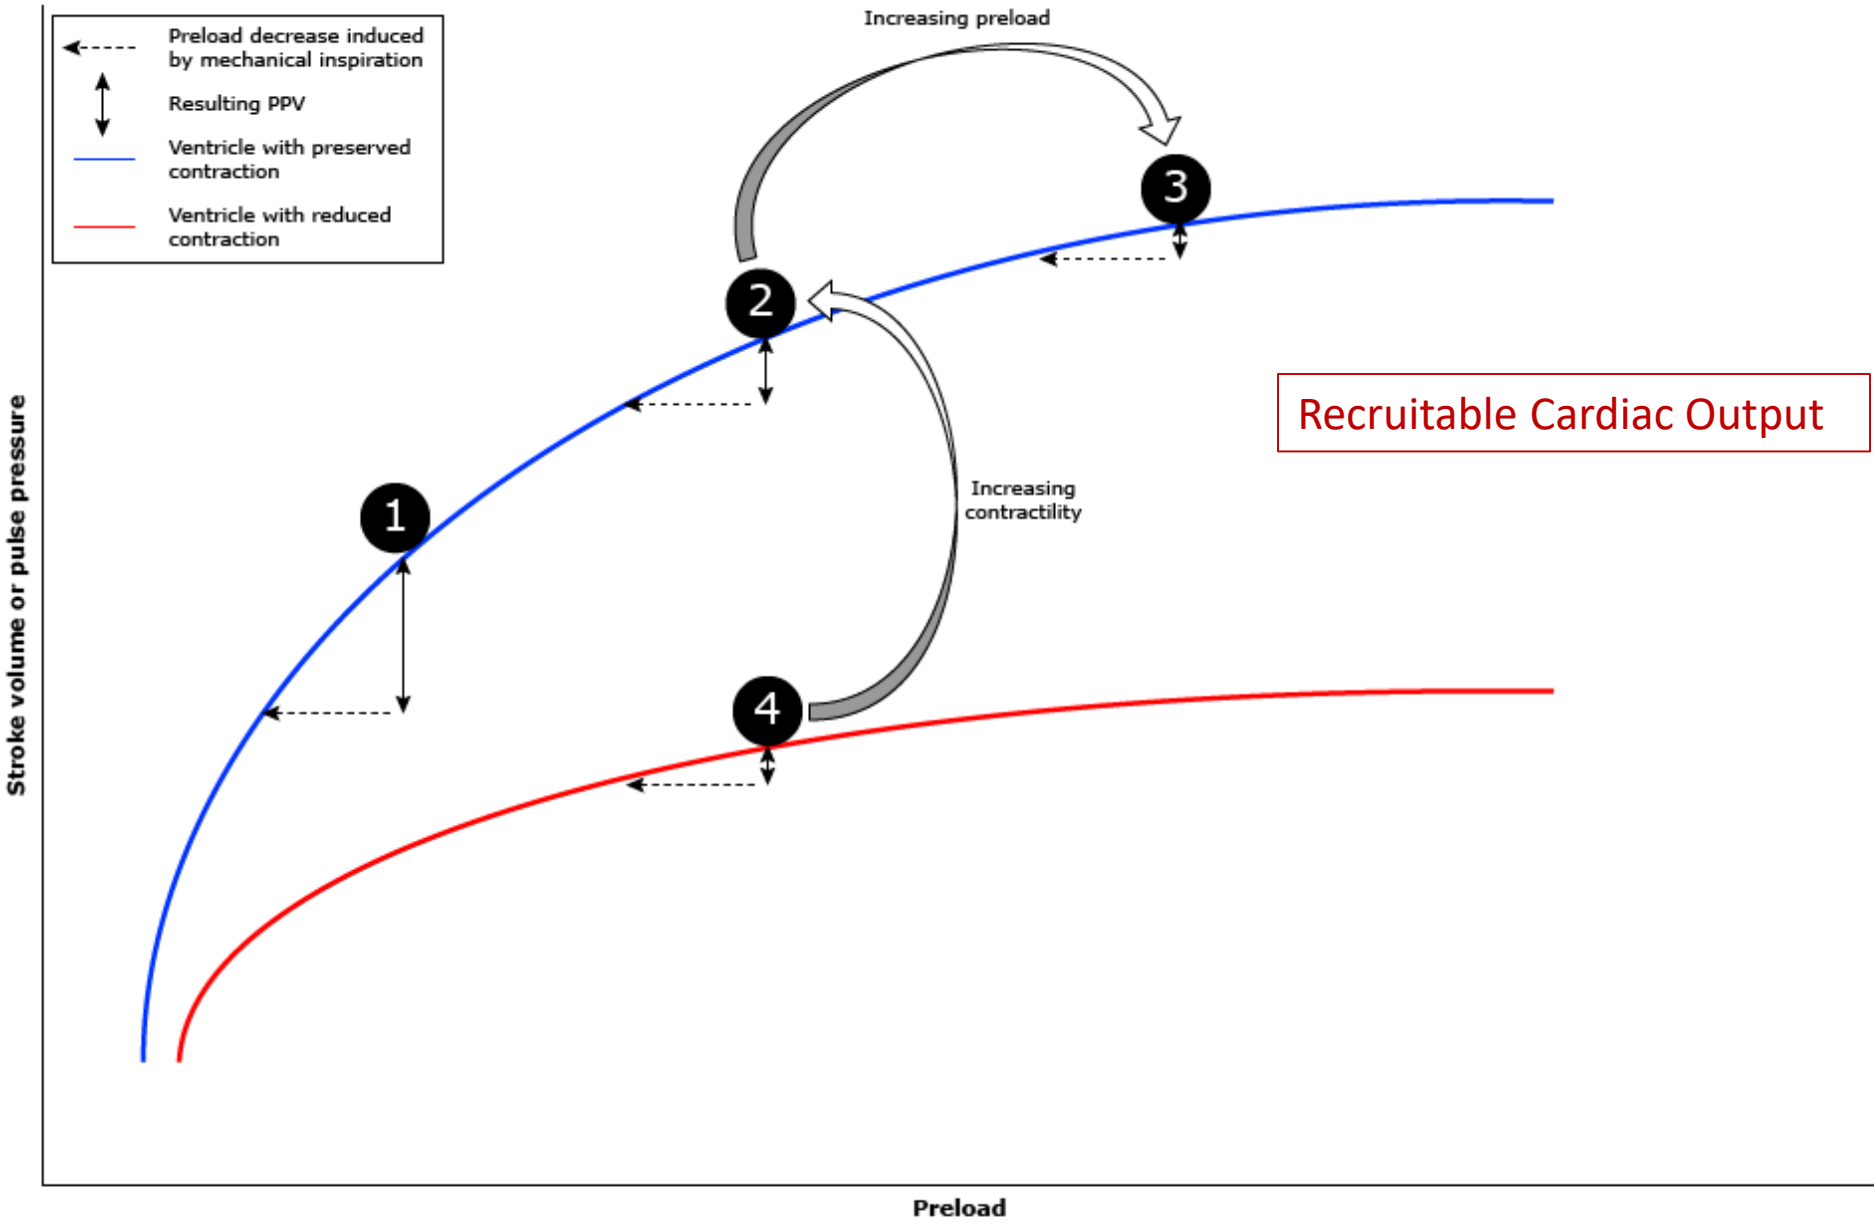 Increasing preload
Preload decrease induced
by mechanical inspiration
Resulting PPV
Ventricle with preserved
contraction
Ventricle with reduced
contraction
3
2
Recruitable Cardiac Output
1
Increasing
contractility
4
Stroke volume or pulse pressure
Preload